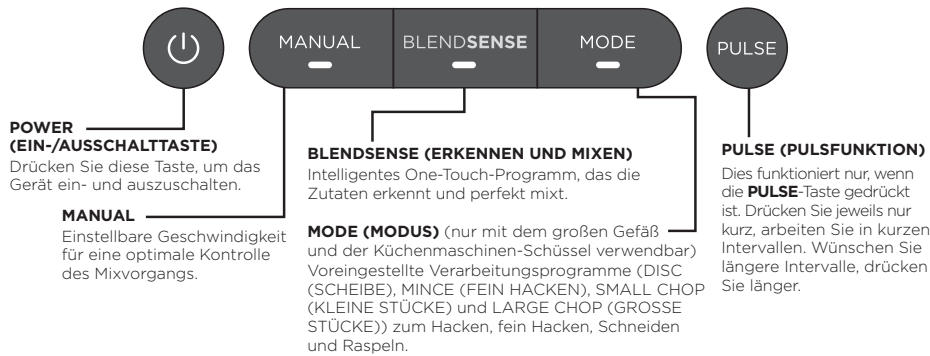 MANUAL
BLENDSENSE
MODE
PULSE
POWER
(EIN-/AUSSCHALTTASTE)
Drücken Sie diese Taste, um das
Gerät ein- und auszuschalten.
MANUAL
Einstellbare Geschwindigkeit
für eine optimale Kontrolle
des Mixvorgangs.
BLENDSENSE (ERKENNEN UND MIXEN)
Intelligentes One-Touch-Programm, das die
Zutaten erkennt und perfekt mixt.
MODE (MODUS) (nur mit dem großen Gefäß
und der Küchenmaschinen-Schüssel verwendbar)
Voreingestellte Verarbeitungsprogramme (DISC
(SCHEIBE), MINCE (FEIN HACKEN), SMALL CHOP
(KLEINE STÜCKE) und LARGE CHOP (GROSSE
STÜCKE)) zum Hacken, fein Hacken, Schneiden
und Raspeln.
PULSE (PULSFUNKTION)
Dies funktioniert nur, wenn
die PULSE-Taste gedrückt
ist. Drücken Sie jeweils nur
kurz, arbeiten Sie in kurzen
Intervallen. Wünschen Sie
längere Intervalle, drücken
Sie länger.